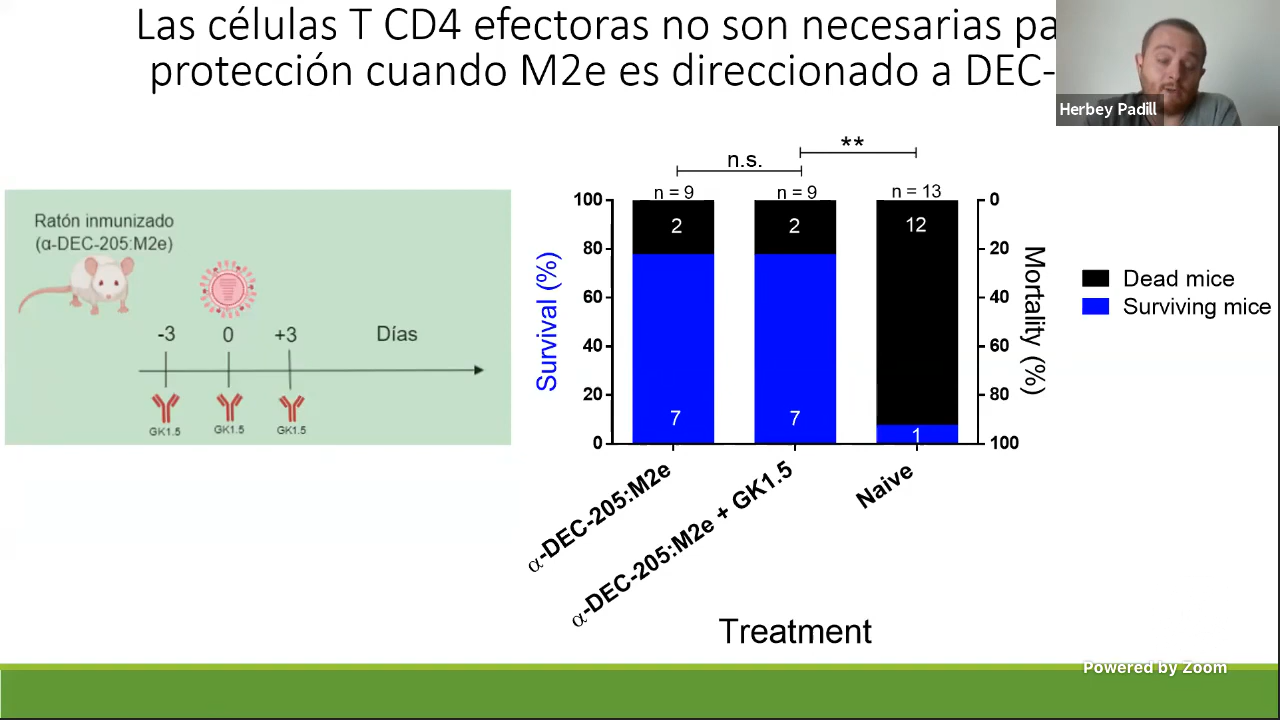 Las células T CD4 efectoras no son necesarias
protección cuando M2e es direccionado a DEC-
Herbey Padill
Ratón inmunizado
(α-DEC-205:M2e)
-3 0 +3 Días
GK1.5 GK1.5 GK1.5
n.s. **
n = 9 n = 9 n = 13
100
80
60
40
20
0
Survival (%)
2 2 12
7 7 1
0
20
40
60
80
100
Mortality (%)
Dead mice
Surviving mice
α-DEC-205:M2e
α-DEC-205:M2e + GK1.5
Naive
Treatment
Powered by Zoom